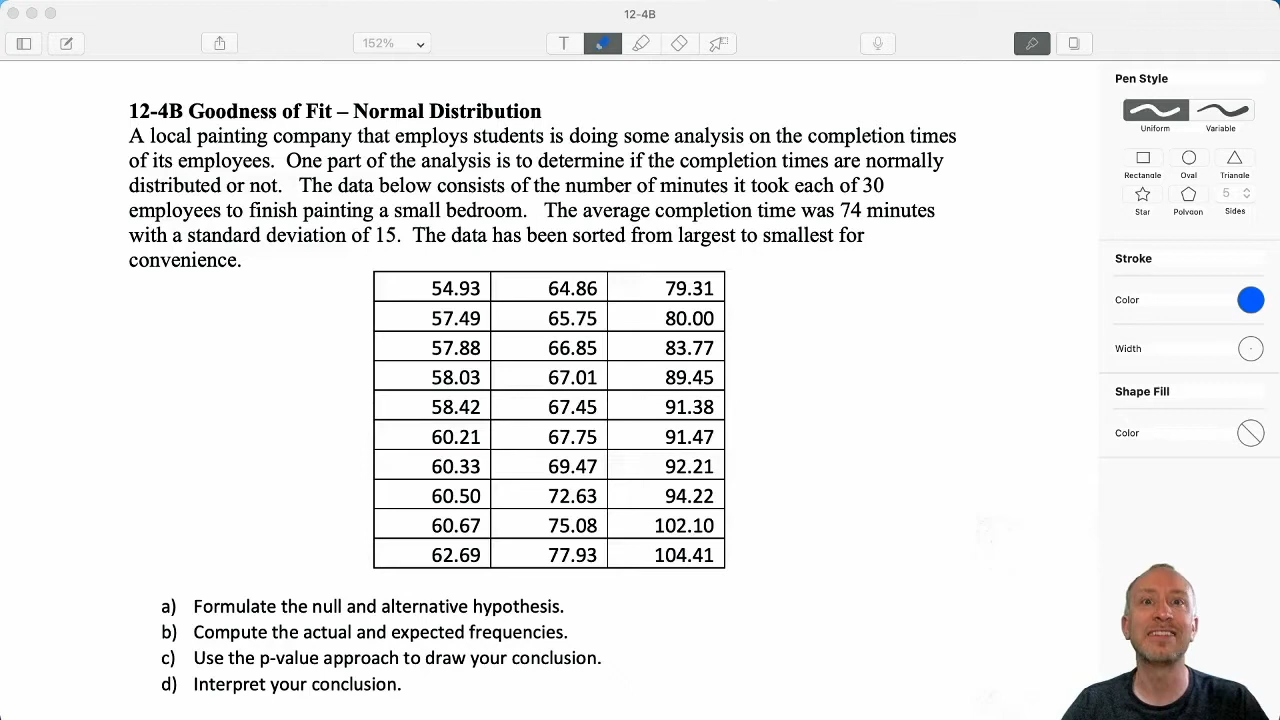 12-4B
152%
T
12-4B Goodness of Fit – Normal Distribution
A local painting company that employs students is doing some analysis on the completion times
of its employees. One part of the analysis is to determine if the completion times are normally
distributed or not. The data below consists of the number of minutes it took each of 30
employees to finish painting a small bedroom. The average completion time was 74 minutes
with a standard deviation of 15. The data has been sorted from largest to smallest for
convenience.
54.93 64.86 79.31
57.49 65.75 80.00
57.88 66.85 83.77
58.03 67.01 89.45
58.42 67.45 91.38
60.21 67.75 91.47
60.33 69.47 92.21
60.50 72.63 94.22
60.67 75.08 102.10
62.69 77.93 104.41
a) Formulate the null and alternative hypothesis.
b) Compute the actual and expected frequencies.
c) Use the p-value approach to draw your conclusion.
d) Interpret your conclusion.
Pen Style
Uniform Variable
Rectangle Oval Triangle
5
Star Polygon Sides
Stroke
Color
Width
Shape Fill
Color